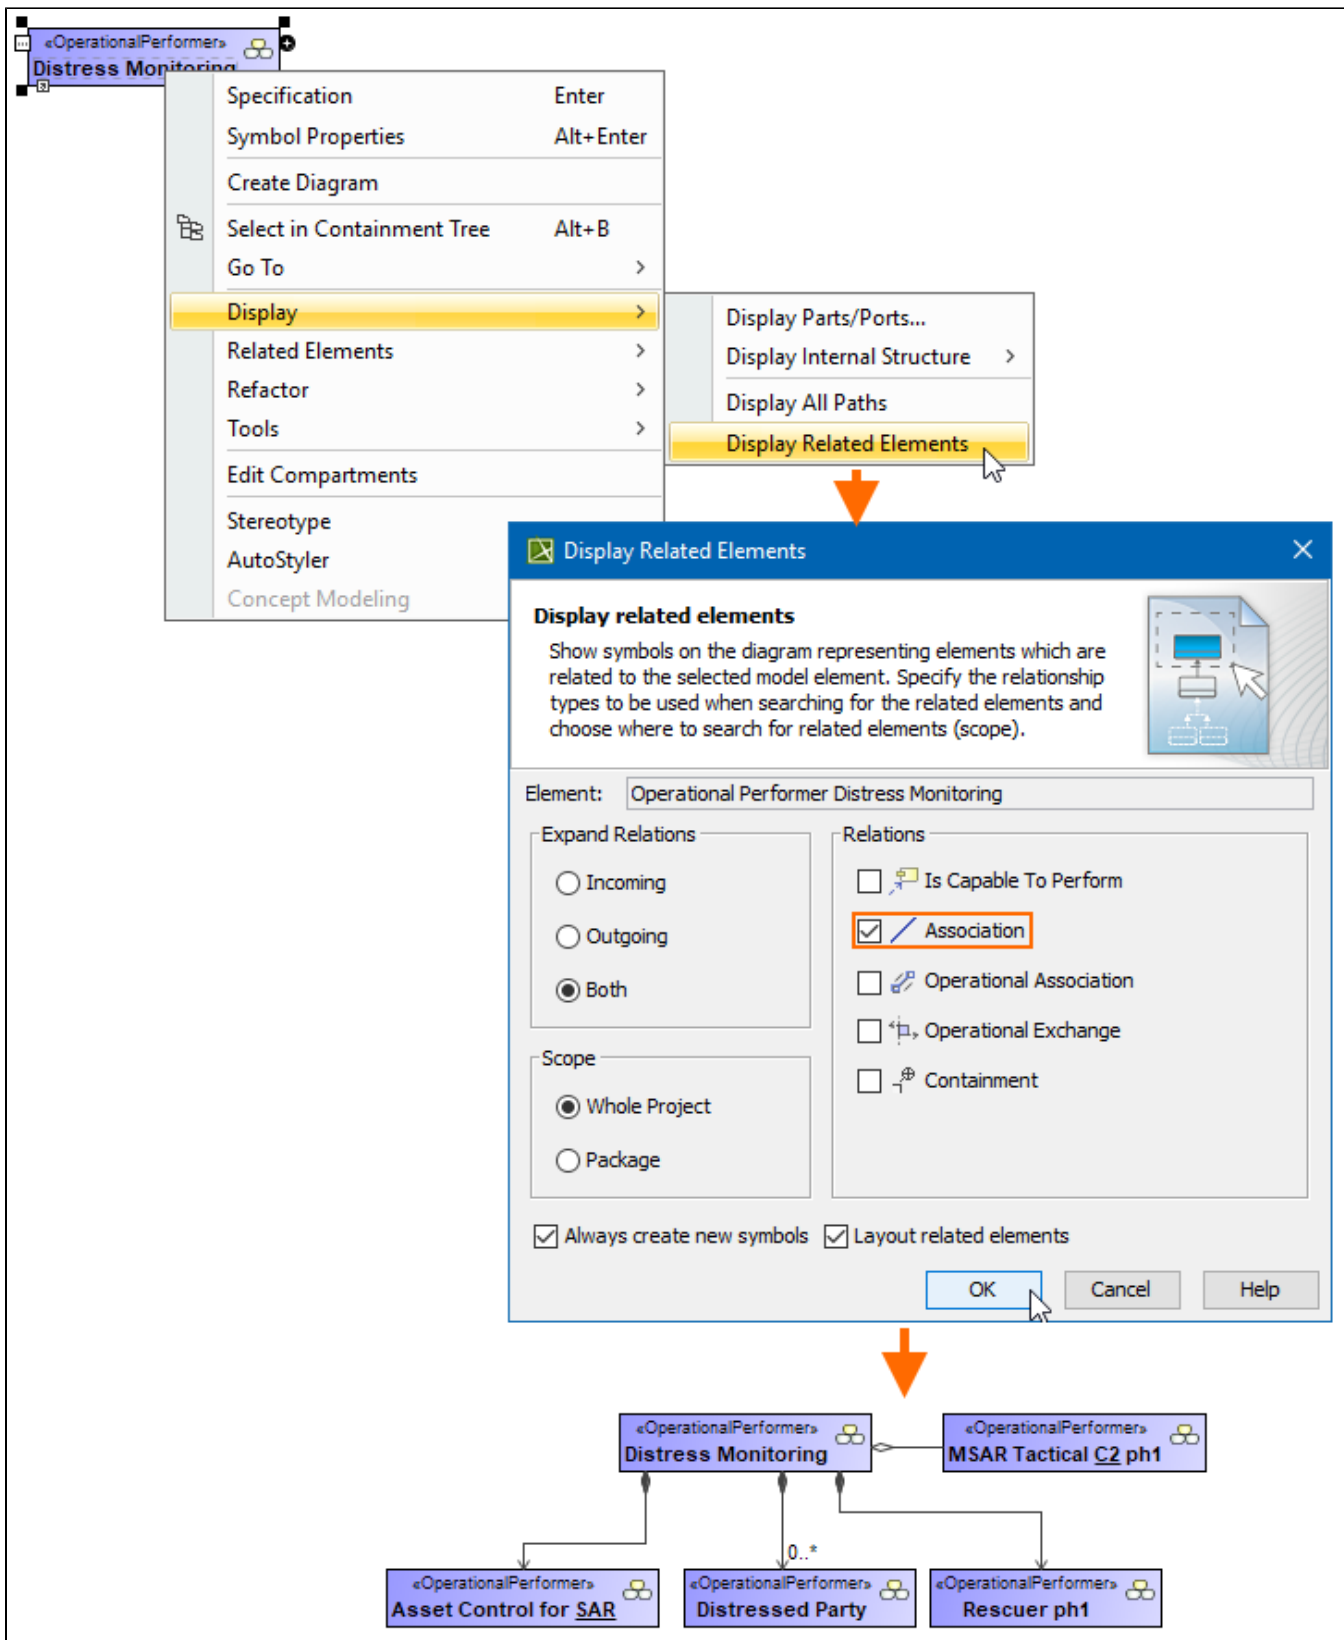 «OperationalPerformer»
Distress Monitoring
Specification Enter
Symbol Properties Alt+Enter
Create Diagram
Select in Containment Tree Alt+B
Go To
Display
Related Elements
Refactor
Tools
Edit Compartments
Stereotype
AutoStyler
Concept Modeling
Display Parts/Ports...
Display Internal Structure
Display All Paths
Display Related Elements
Display Related Elements
Display related elements
Show symbols on the diagram representing elements which are
related to the selected model element. Specify the relationship
types to be used when searching for the related elements and
choose where to search for related elements (scope).
Element: Operational Performer Distress Monitoring
Expand Relations
Incoming
Outgoing
Both
Scope
Whole Project
Package
Relations
Is Capable To Perform
Association
Operational Association
Operational Exchange
Containment
Always create new symbols Layout related elements
OK Cancel Help
«OperationalPerformer»
Distress Monitoring
«OperationalPerformer»
MSAR Tactical C2 ph1
0..*
«OperationalPerformer»
Asset Control for SAR
«OperationalPerformer»
Distressed Party
«OperationalPerformer»
Rescuer ph1